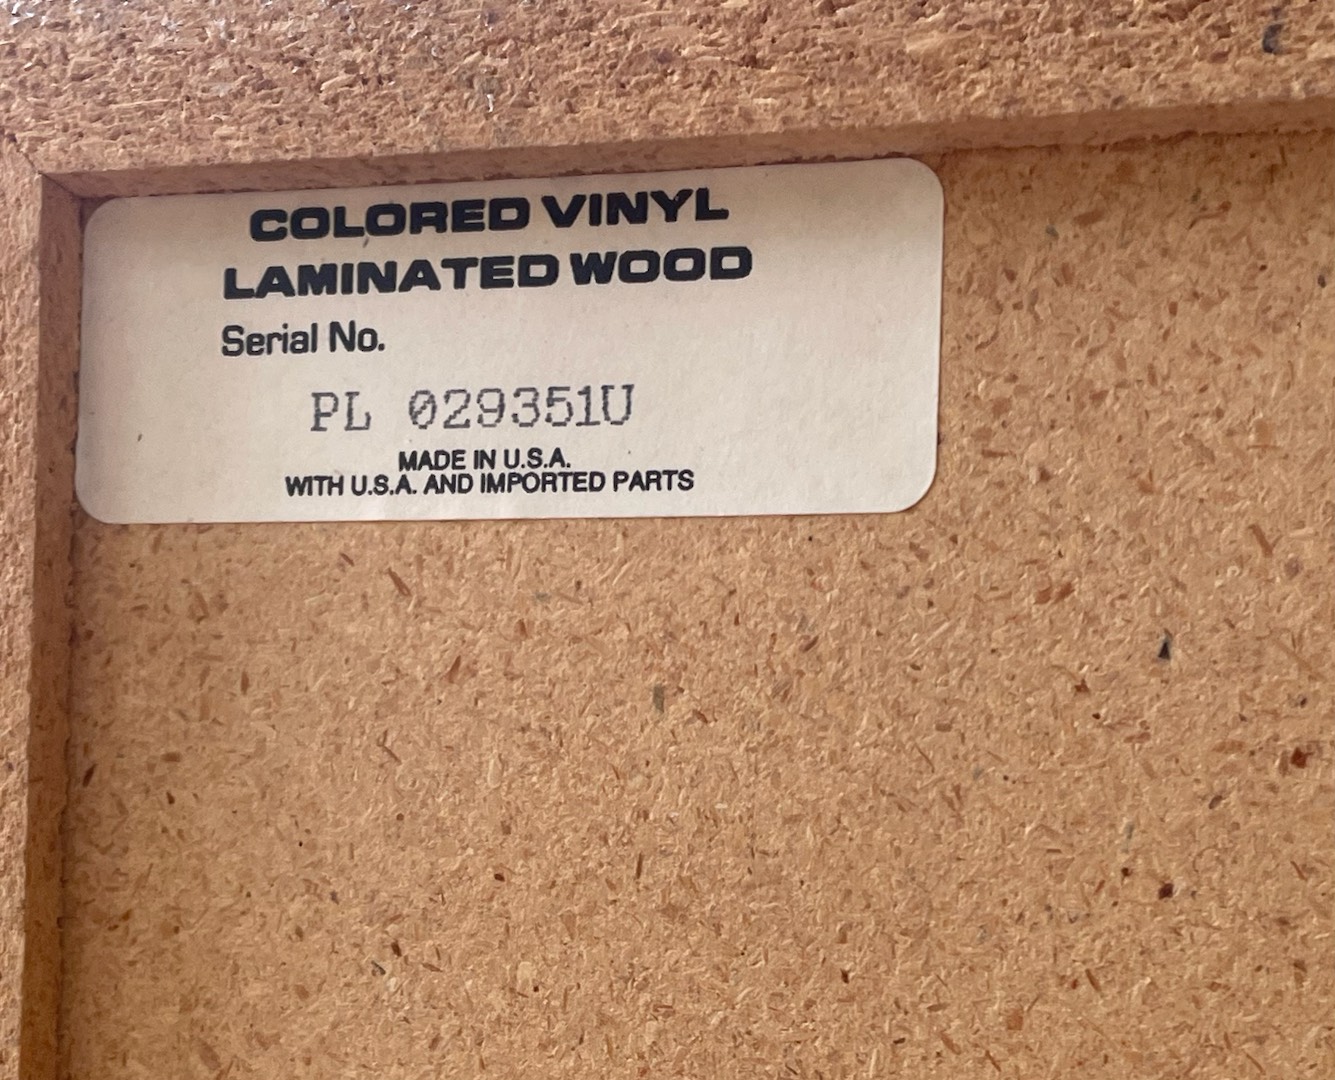 COLORED VINYL
LAMINATED WOOD
Serial No.
PL 029351U
MADE IN U.S.A.
WITH U.S.A. AND IMPORTED PARTS